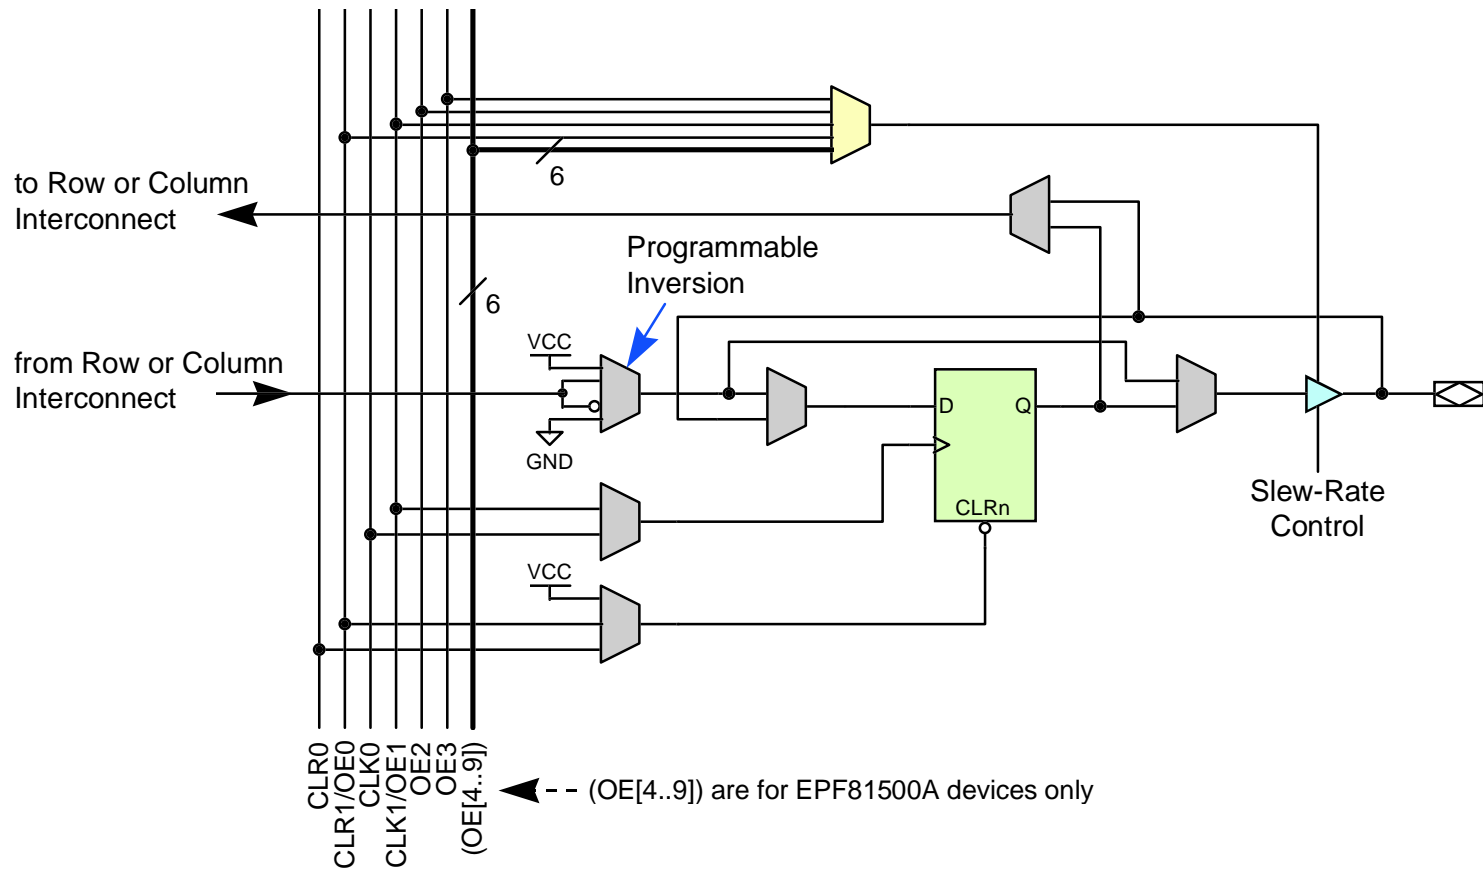 6
to Row or Column
Interconnect
Programmable
Inversion
6
VCC
from Row or Column
Interconnect
GND
D
Q
CLRn
Slew-Rate
Control
VCC
CLR0
CLR1/OE0
CLK0
CLK1/OE1
OE2
OE3
(OE[4..9])
(OE[4..9]) are for EPF81500A devices only